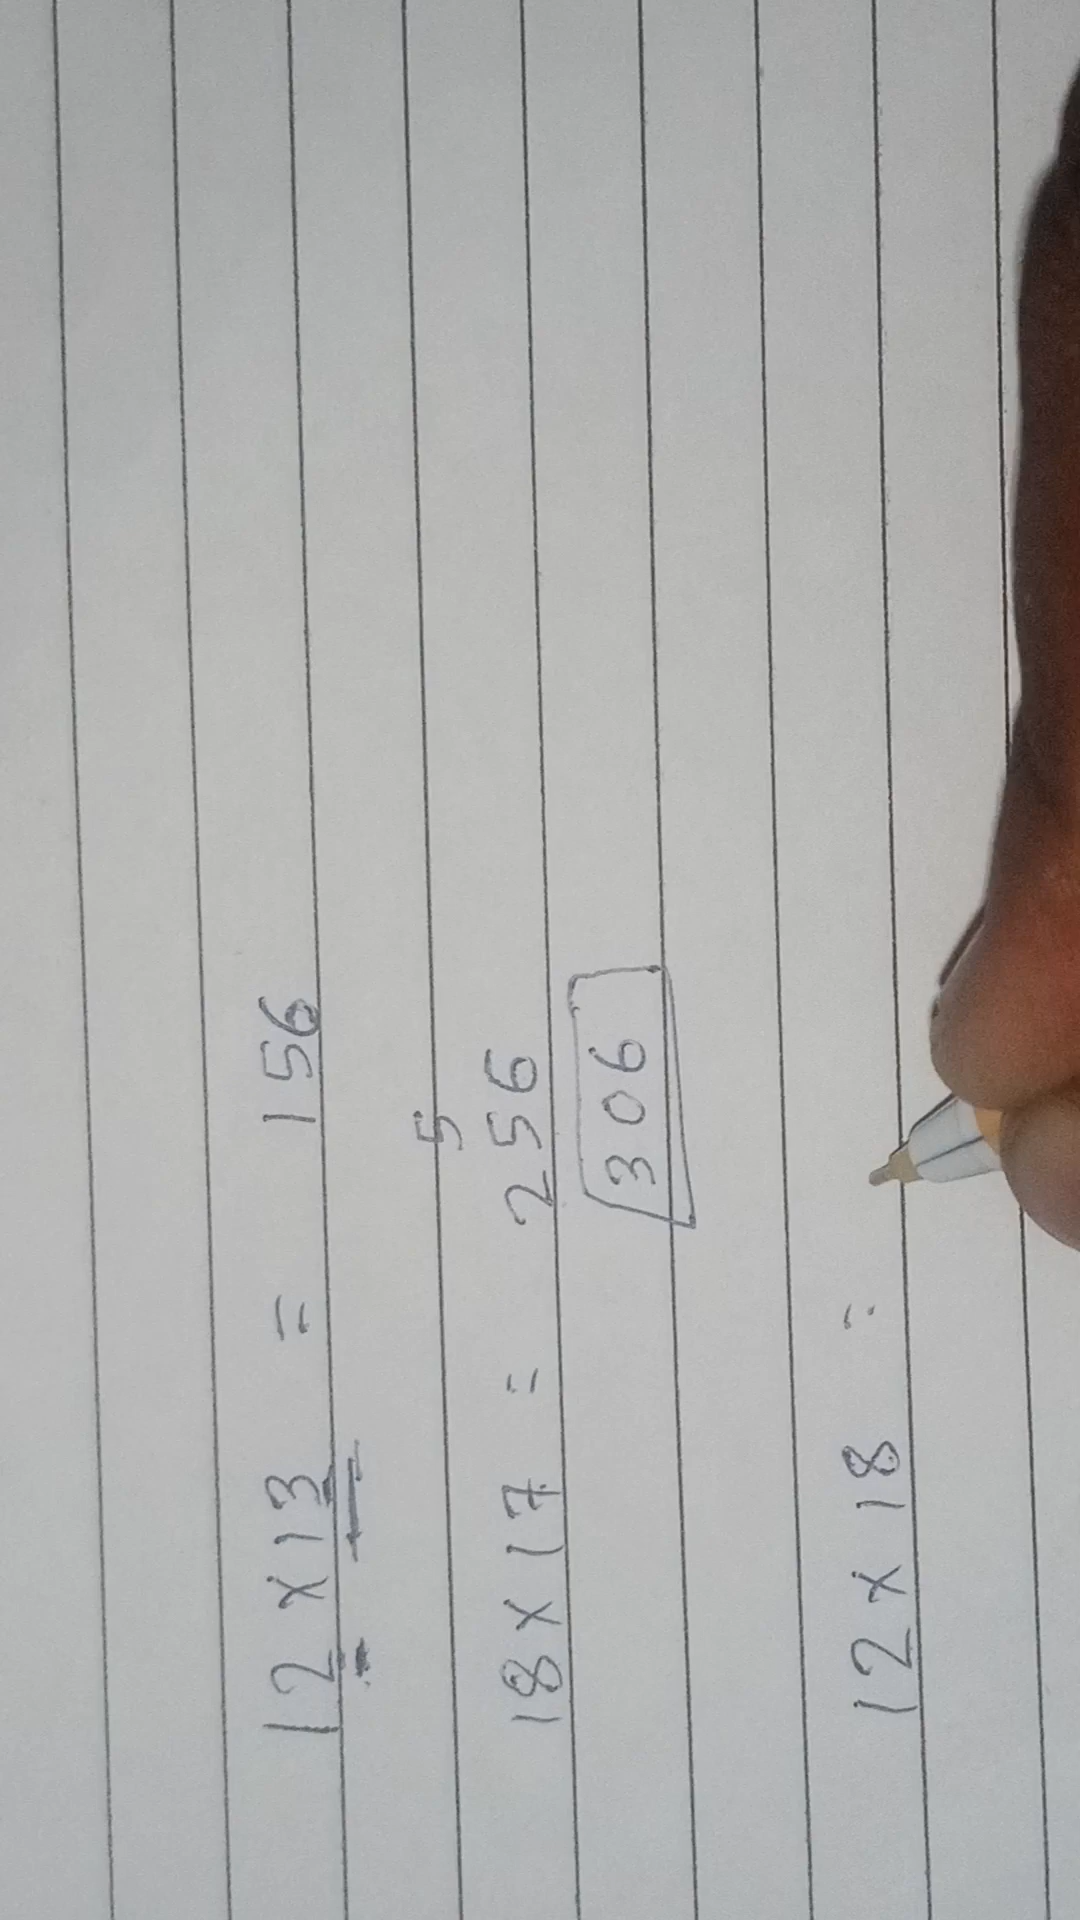 12 x 13 = 156
5
18 x 17 = 256
306
12 x 18 =